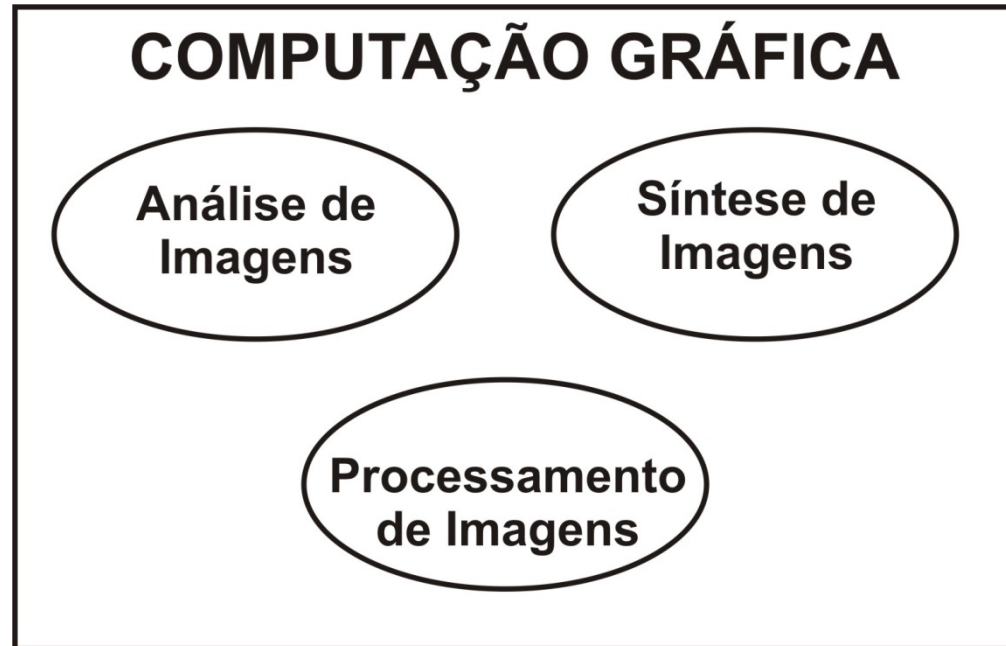 COMPUTAÇÃO GRÁFICA
Análise de
Imagens
Síntese de
Imagens
Processamento
de Imagens